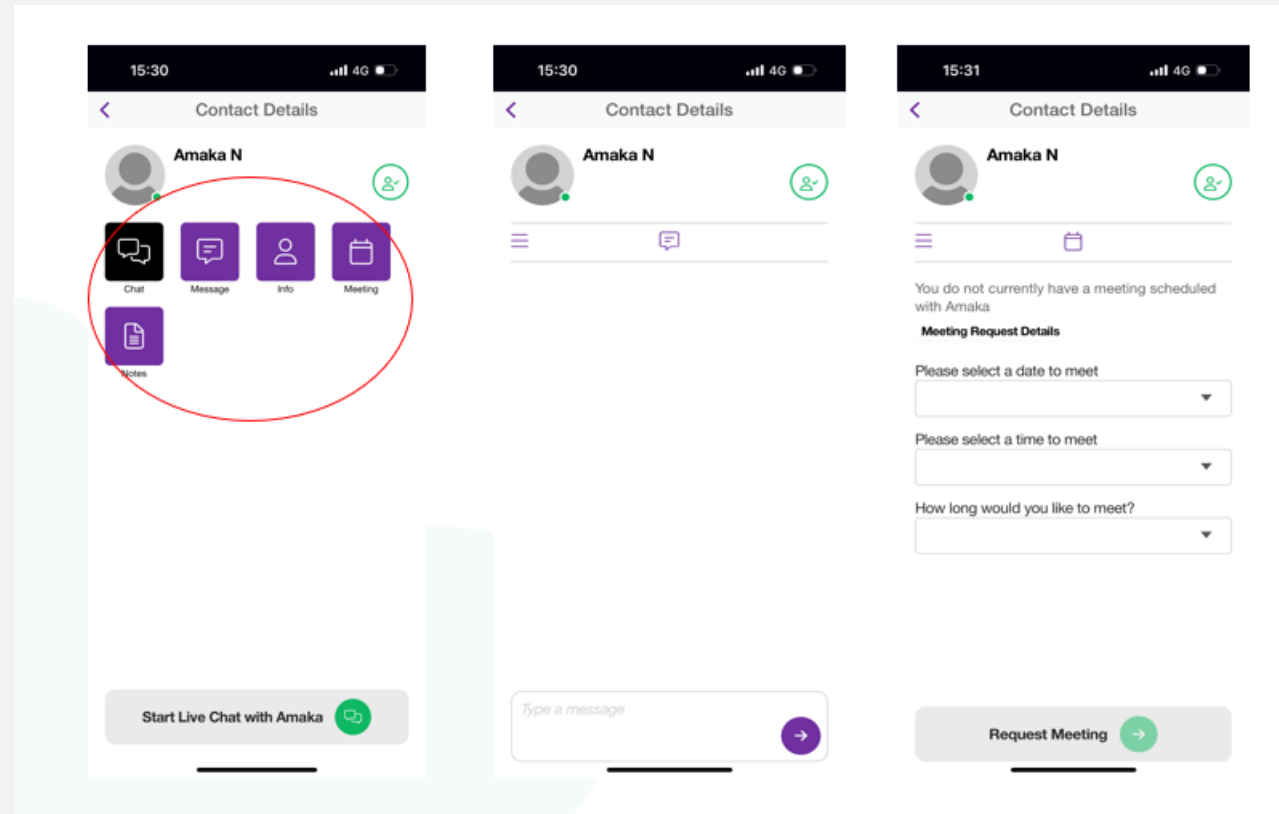 15:30
4G
Contact Details
Amaka N
Chat
Message
Info
Meeting
Notes
Start Live Chat with Amaka
15:30
4G
Contact Details
Amaka N
Type a message
15:31
4G
Contact Details
Amaka N
You do not currently have a meeting scheduled
with Amaka
Meeting Request Details
Please select a date to meet
Please select a time to meet
How long would you like to meet?
Request Meeting